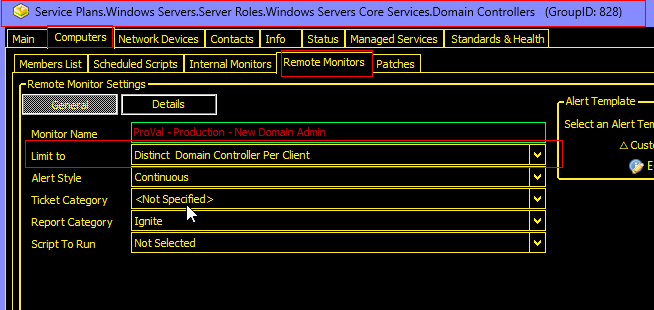 Service Plans.Windows Servers.Server Roles.Windows Servers Core Services.Domain Controllers (GroupID: 828)
Main Computers Network Devices Contacts Info Status Managed Services Standards & Health
Members List Scheduled Scripts Internal Monitors Remote Monitors Patches
Remote Monitor Settings
General Details
Alert Template
Monitor Name ProVal - Production - New Domain Admin
Select an Alert Tem
Limit to Distinct Domain Controller Per Client
Custo
Alert Style Continuous
E
Ticket Category <Not Specified>
Report Category Ignite
Script To Run Not Selected